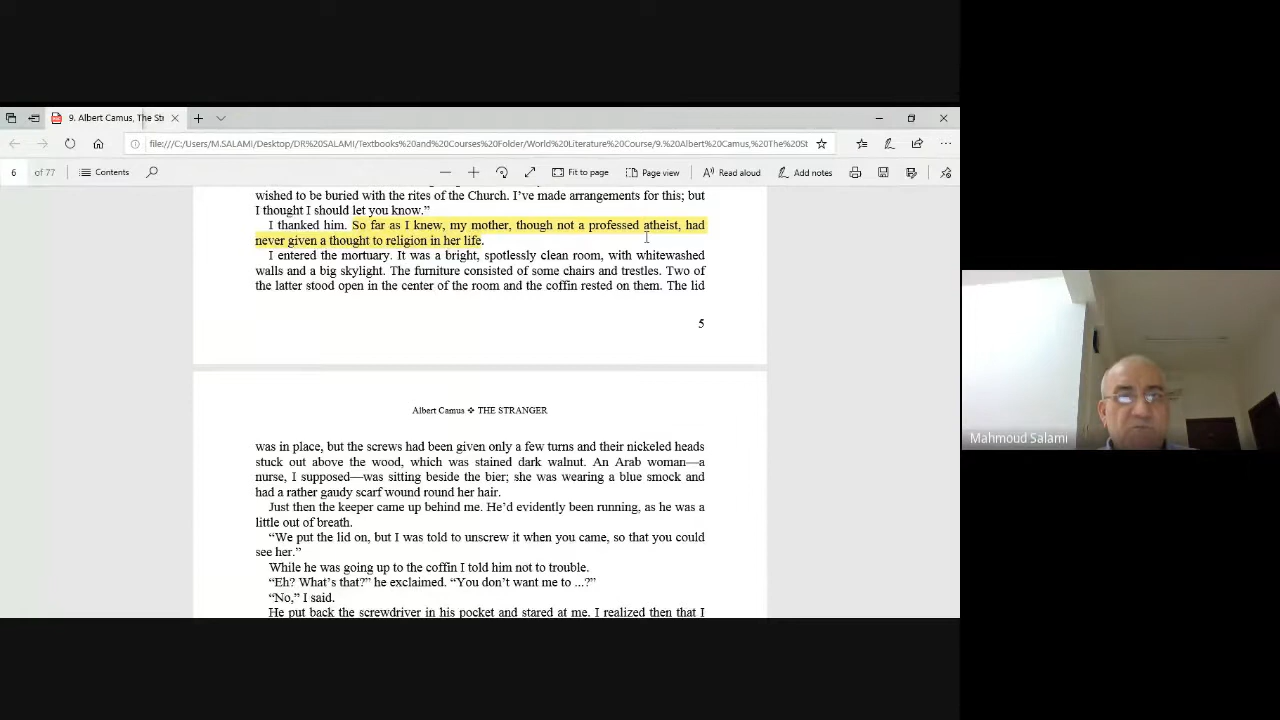 9. Albert Camus, The Str
file:///C:/Users/M.SALAMI/Desktop/DR%20SALAMI/Textbooks%20and%20Courses%20Folder/World%20Literature%20Course/9.%20Albert%20Camus,%20The%20St
6 of 77 Contents Fit to page Page view Read aloud Add notes
wished to be buried with the rites of the Church. I've made arrangements for this; but
I thought I should let you know.”
I thanked him. So far as I knew, my mother, though not a professed atheist, had
never given a thought to religion in her life.
I entered the mortuary. It was a bright, spotlessly clean room, with whitewashed
walls and a big skylight. The furniture consisted of some chairs and trestles. Two of
the latter stood open in the center of the room and the coffin rested on them. The lid
5
Albert Camus ❖ THE STRANGER
was in place, but the screws had been given only a few turns and their nickeled heads
stuck out above the wood, which was stained dark walnut. An Arab woman—a
nurse, I supposed—was sitting beside the bier; she was wearing a blue smock and
had a rather gaudy scarf wound round her hair.
Just then the keeper came up behind me. He'd evidently been running, as he was a
little out of breath.
“We put the lid on, but I was told to unscrew it when you came, so that you could
see her.”
While he was going up to the coffin I told him not to trouble.
“Eh? What's that?” he exclaimed. “You don't want me to ...?”
“No,” I said.
He put back the screwdriver in his pocket and stared at me. I realized then that I
Mahmoud Salami